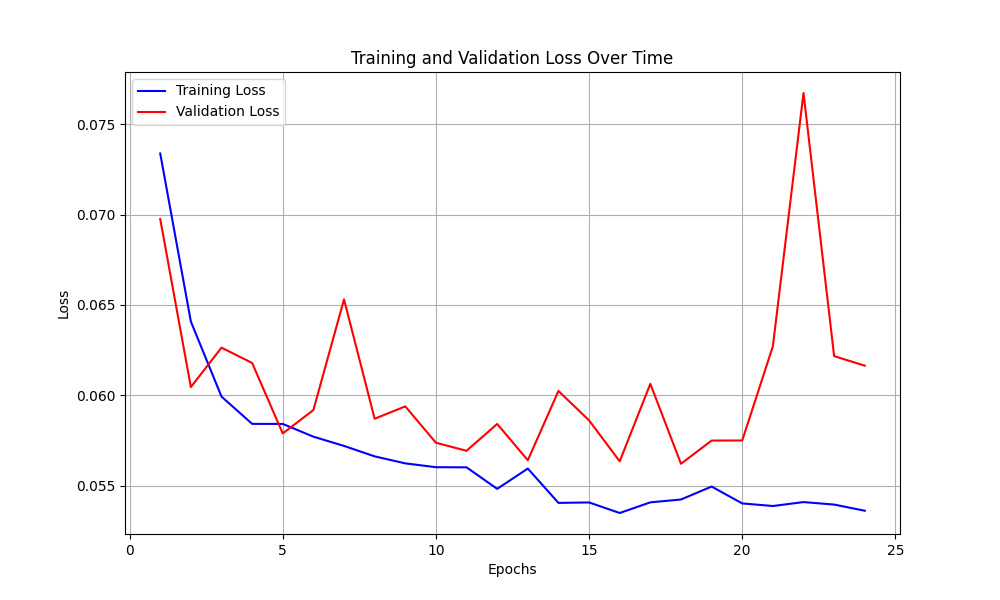 Training and Validation Loss Over Time
Training Loss
Validation Loss
0.075
0.070
0.065
0.060
0.055
Loss
0
5
10
15
20
25
Epochs